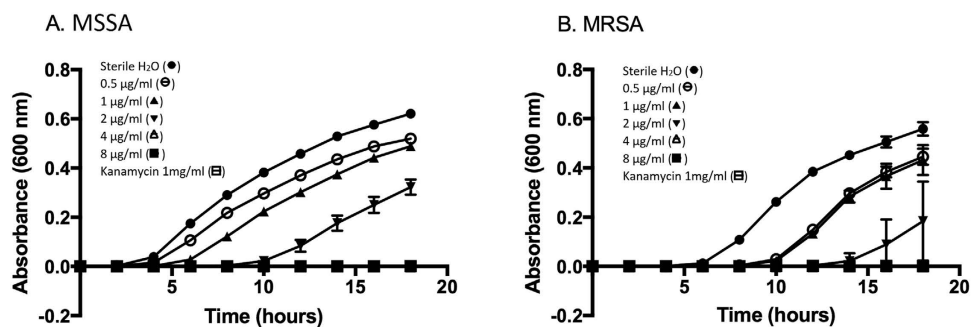 A. MSSA
Sterile H₂O (●)
0.5 µg/ml (⊖)
1 µg/ml (▲)
2 µg/ml (▼)
4 µg/ml (△)
8 µg/ml (■)
Kanamycin 1mg/ml (⊟)
0.8
0.6
0.4
0.2
0.0
-0.2
5
10
15
20
Absorbance (600 nm)
Time (hours)
B. MRSA
Sterile H₂O (●)
0.5 µg/ml (⊖)
1 µg/ml (▲)
2 µg/ml (▼)
4 µg/ml (△)
8 µg/ml (■)
Kanamycin 1mg/ml (⊟)
0.8
0.6
0.4
0.2
0.0
-0.2
5
10
15
20
Absorbance (600 nm)
Time (hours)